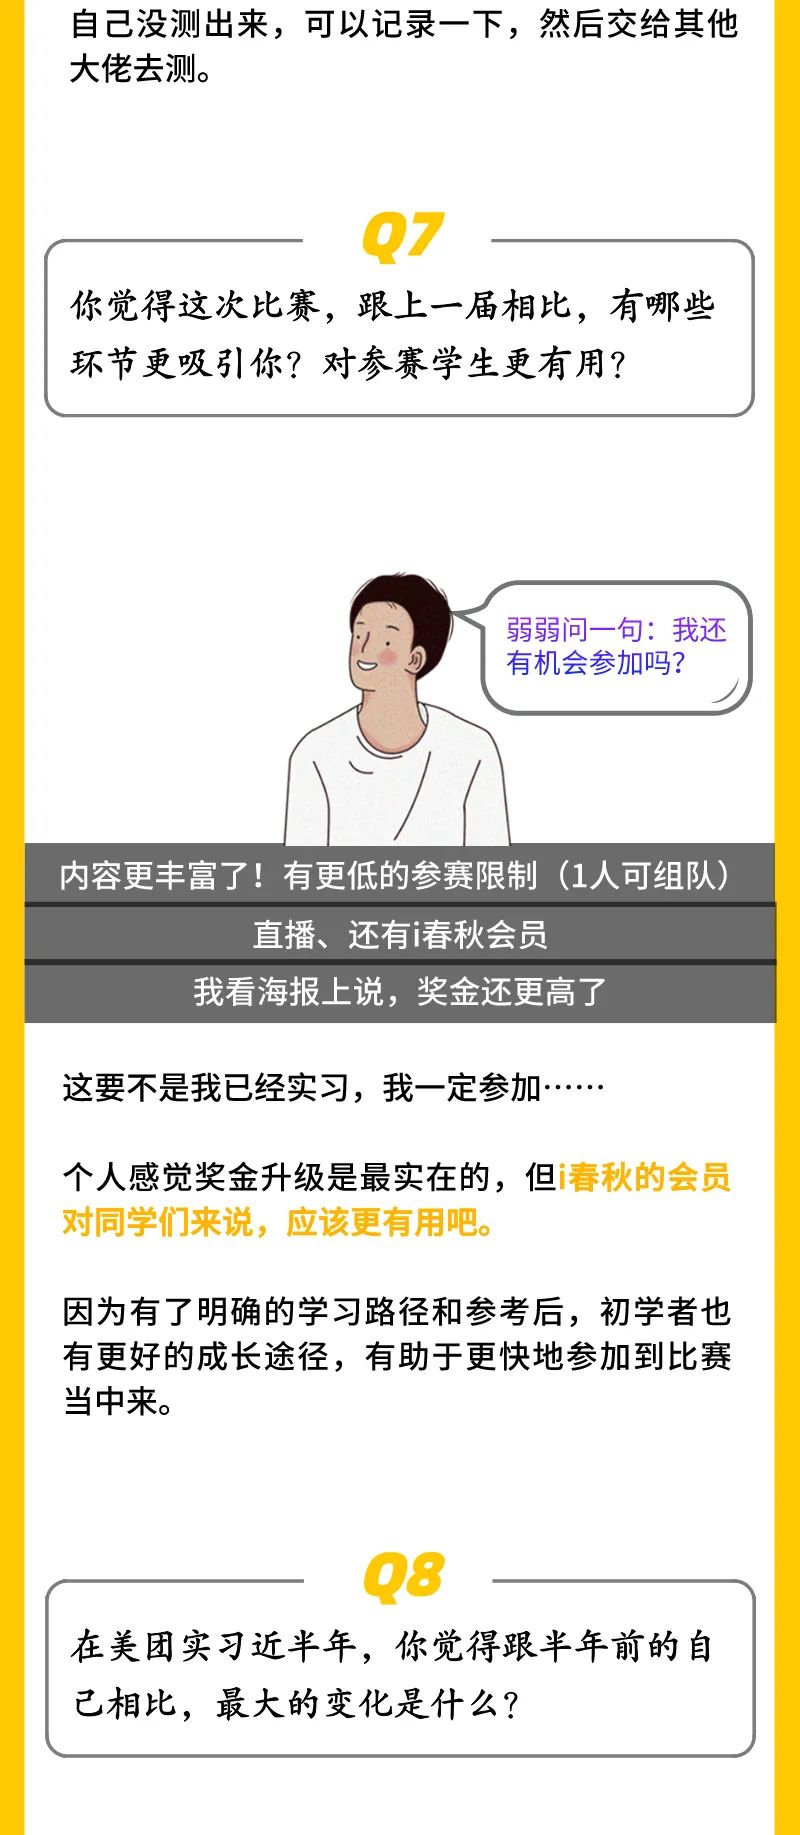 自己没测出来，可以记录一下，然后交给其他
大佬去测。
Q7
你觉得这次比赛，跟上一届相比，有哪些
环节更吸引你？对参赛学生更有用？
弱弱问一句：我还
有机会参加吗？
内容更丰富了！有更低的参赛限制（1人可组队）
直播、还有i春秋会员
我看海报上说，奖金还更高了
这要不是我已经实习，我一定参加……
个人感觉奖金升级是最实在的，但i春秋的会员
对同学们来说，应该更有用吧。
因为有了明确的学习路径和参考后，初学者也
有更好的成长途径，有助于更快地参加到比赛
当中来。
Q8
在美团实习近半年，你觉得跟半年前的自
己相比，最大的变化是什么？